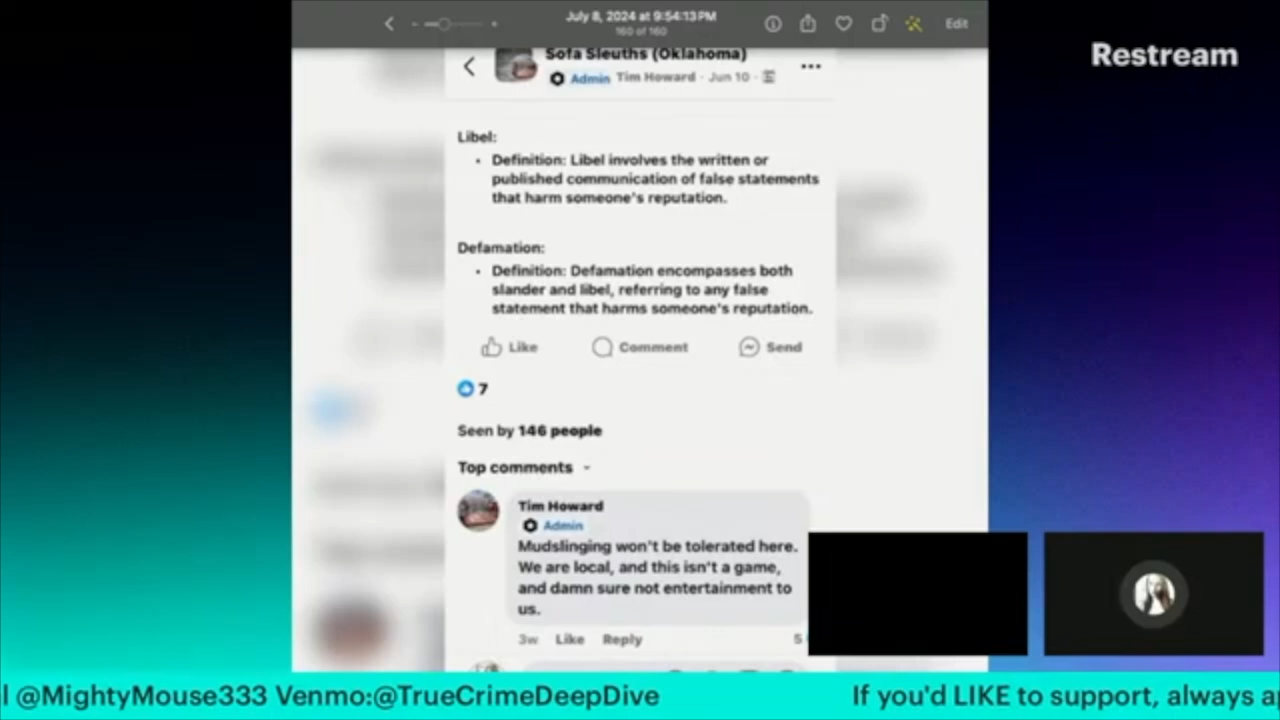 July 8, 2024 at 9:54:13 PM
160 of 160
Edit
Restream
Sofa Sleuths (Oklahoma)
Admin Tim Howard · Jun 10 ·
Libel:
• Definition: Libel involves the written or
published communication of false statements
that harm someone's reputation.
Defamation:
• Definition: Defamation encompasses both
slander and libel, referring to any false
statement that harms someone's reputation.
Like Comment Send
7
Seen by 146 people
Top comments
Tim Howard
Admin
Mudslinging won't be tolerated here.
We are local, and this isn't a game,
and damn sure not entertainment to
us.
3w Like Reply 5
l @MightyMouse333 Venmo:@TrueCrimeDeepDive If you'd LIKE to support, always a